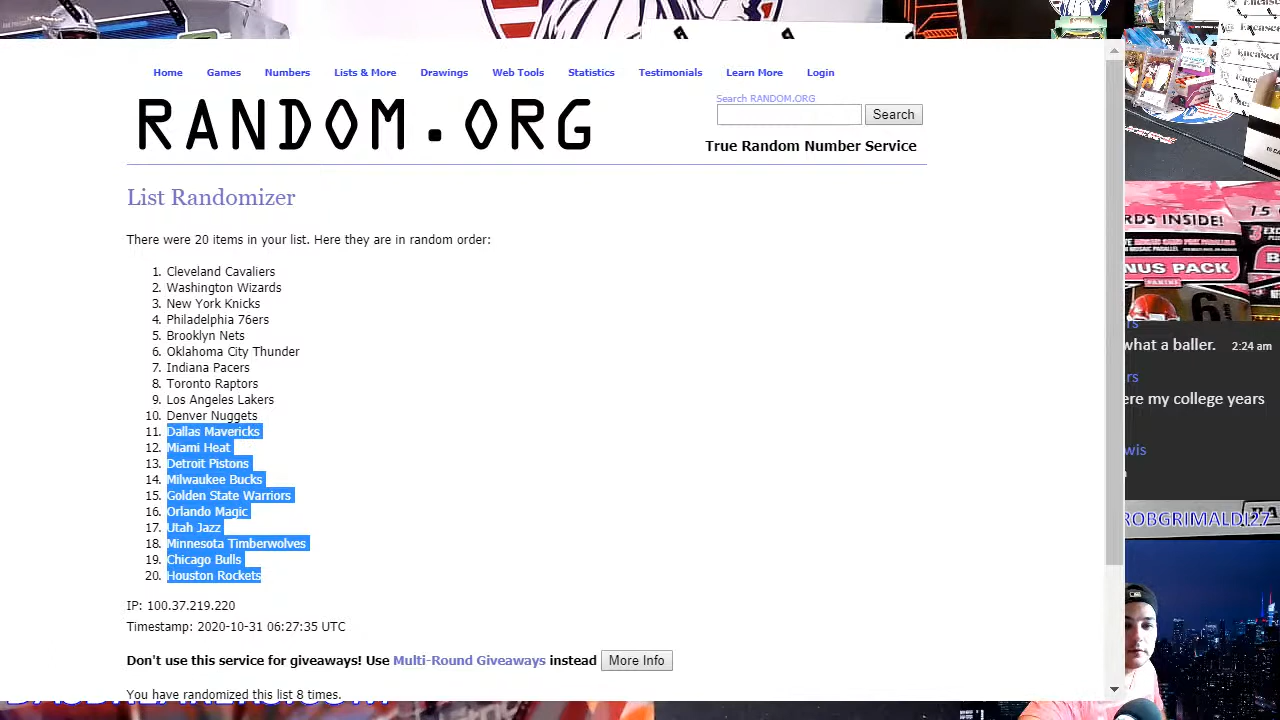 Home Games Numbers Lists & More Drawings Web Tools Statistics Testimonials Learn More Login
RANDOM.ORG
Search RANDOM.ORG
Search
True Random Number Service
List Randomizer
There were 20 items in your list. Here they are in random order:
1. Cleveland Cavaliers
2. Washington Wizards
3. New York Knicks
4. Philadelphia 76ers
5. Brooklyn Nets
6. Oklahoma City Thunder
7. Indiana Pacers
8. Toronto Raptors
9. Los Angeles Lakers
10. Denver Nuggets
11. Dallas Mavericks
12. Miami Heat
13. Detroit Pistons
14. Milwaukee Bucks
15. Golden State Warriors
16. Orlando Magic
17. Utah Jazz
18. Minnesota Timberwolves
19. Chicago Bulls
20. Houston Rockets
IP: 100.37.219.220
Timestamp: 2020-10-31 06:27:35 UTC
Don't use this service for giveaways! Use Multi-Round Giveaways instead More Info
You have randomized this list 8 times.
RDS INSIDE!
15
NUS PACK
PANINI
rs
what a baller. 2:24 am
rs
ere my college years
wis
ROBGRIMALDI27